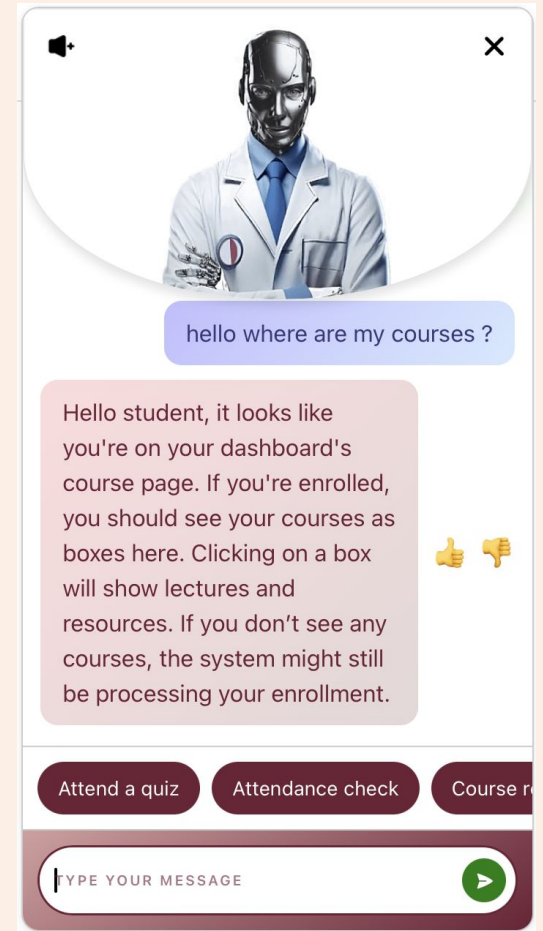 hello where are my courses ?
Hello student, it looks like
you're on your dashboard's
course page. If you're enrolled,
you should see your courses as
boxes here. Clicking on a box
will show lectures and
resources. If you don’t see any
courses, the system might still
be processing your enrollment.
Attend a quiz Attendance check Course
TYPE YOUR MESSAGE